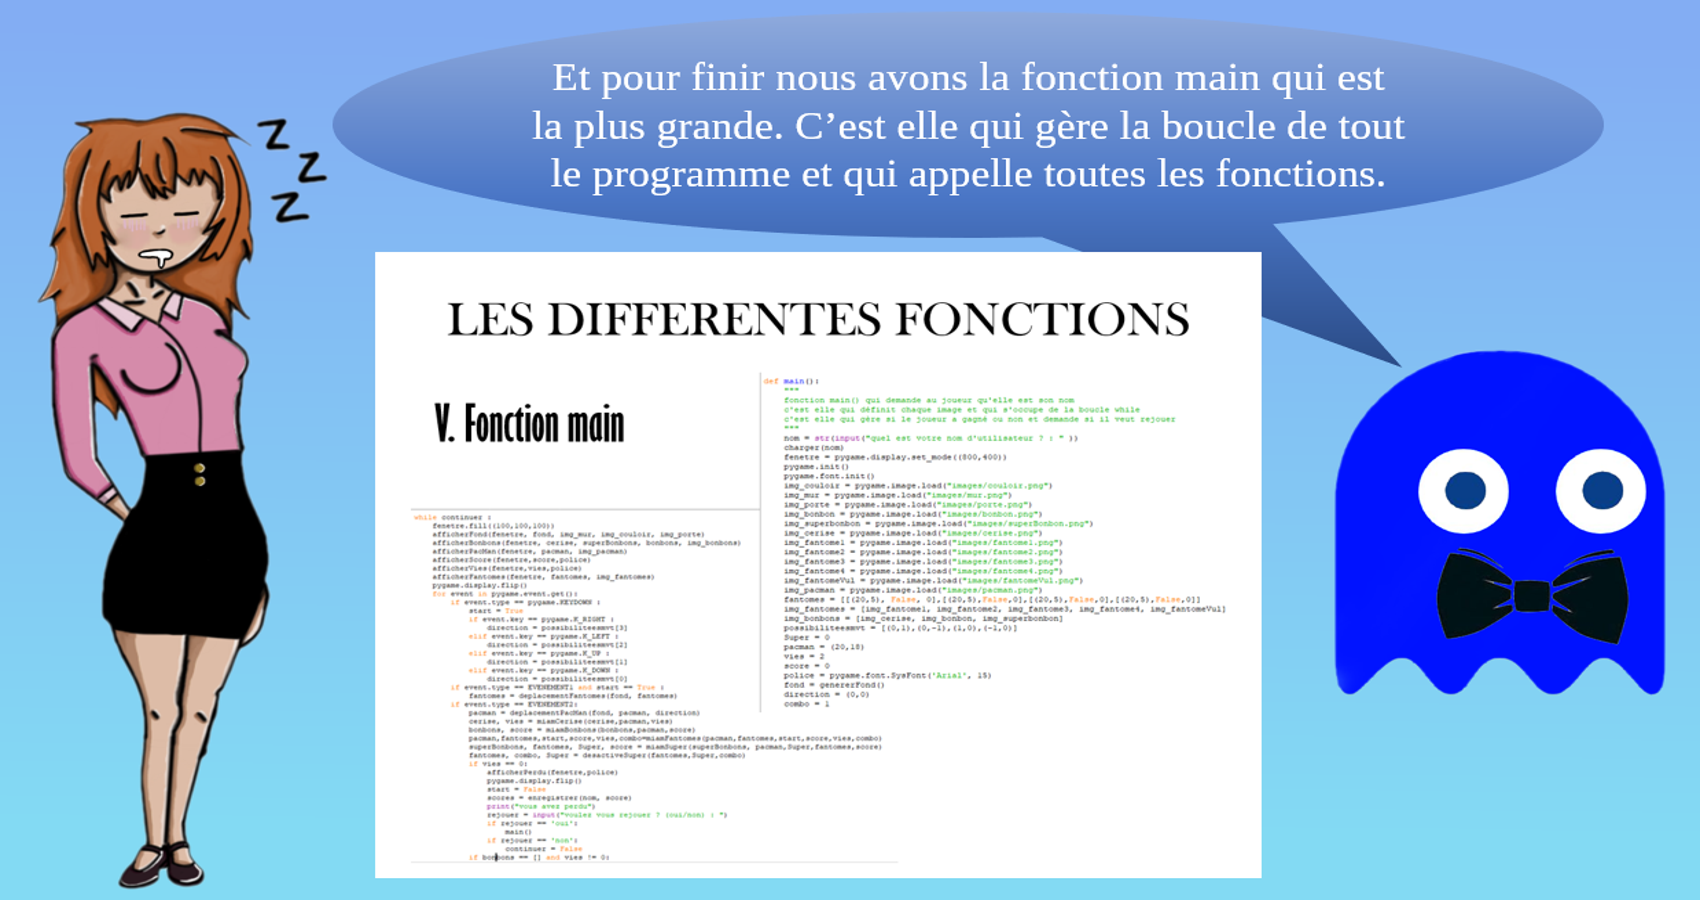 Et pour finir nous avons la fonction main qui est
la plus grande. C’est elle qui gère la boucle de tout
le programme et qui appelle toutes les fonctions.
Z
Z
Z
LES DIFFERENTES FONCTIONS
V. Fonction main
def main():
"""
fonction main() qui demande au joueur qu'elle est son nom
c'est elle qui définit chaque image et qui s'occupe de la boucle while
c'est elle qui gère si le joueur a gagné ou non et demande si il veut rejouer
"""
nom = str(input("quel est votre nom d'utilisateur ? : " ))
charger(nom)
fenetre = pygame.display.set_mode((800,400))
pygame.init()
pygame.font.init()
img_couloir = pygame.image.load("images/couloir.png")
img_mur = pygame.image.load("images/mur.png")
img_porte = pygame.image.load("images/porte.png")
img_bonbon = pygame.image.load("images/bonbon.png")
img_superbonbon = pygame.image.load("images/superBonbon.png")
img_cerise = pygame.image.load("images/cerise.png")
img_fantome1 = pygame.image.load("images/fantome1.png")
img_fantome2 = pygame.image.load("images/fantome2.png")
img_fantome3 = pygame.image.load("images/fantome3.png")
img_fantome4 = pygame.image.load("images/fantome4.png")
img_fantomeVul = pygame.image.load("images/fantomeVul.png")
img_pacman = pygame.image.load("images/pacman.png")
fantomes = [[(20,5), False, 0],[(20,5),False,0],[(20,5),False,0],[(20,5),False,0]]
img_fantomes = [img_fantome1, img_fantome2, img_fantome3, img_fantome4, img_fantomeVul]
img_bonbons = [img_cerise, img_bonbon, img_superbonbon]
possibiliteesmvt = [(0,1),(0,-1),(1,0),(-1,0)]
Super = 0
pacman = (20,18)
vies = 2
score = 0
police = pygame.font.SysFont('Arial', 15)
fond = genererFond()
direction = (0,0)
combo = 1
while continuer :
fenetre.fill((100,100,100))
afficherFond(fenetre, fond, img_mur, img_couloir, img_porte)
afficherBonbons(fenetre, cerise, superBonbons, bonbons, img_bonbons)
afficherPacMan(fenetre, pacman, img_pacman)
afficherScore(fenetre,score,police)
afficherVies(fenetre,vies,police)
afficherFantomes(fenetre, fantomes, img_fantomes)
pygame.display.flip()
for event in pygame.event.get():
if event.type == pygame.KEYDOWN :
start = True
if event.key == pygame.K_RIGHT :
direction = possibiliteesmvt[3]
elif event.key == pygame.K_LEFT :
direction = possibiliteesmvt[2]
elif event.key == pygame.K_UP :
direction = possibiliteesmvt[1]
elif event.key == pygame.K_DOWN :
direction = possibiliteesmvt[0]
if event.type == EVENEMENT1 and start == True :
fantomes = deplacementFantomes(fond, fantomes)
if event.type == EVENEMENT2:
pacman = deplacementPacMan(fond, pacman, direction)
cerise, vies = miamCerise(cerise,pacman,vies)
bonbons, score = miamBonbons(bonbons,pacman,score)
pacman,fantomes,start,score,vies,combo=miamFantomes(pacman,fantomes,start,score,vies,combo)
superBonbons, fantomes, Super, score = miamSuper(superBonbons, pacman,Super,fantomes,score)
fantomes, combo, Super = desactiveSuper(fantomes,Super,combo)
if vies == 0:
afficherPerdu(fenetre,police)
pygame.display.flip()
start = False
scores = enregistrer(nom, score)
print("vous avez perdu")
rejouer = input("voulez vous rejouer ? (oui/non) : ")
if rejouer == 'oui':
main()
if rejouer == 'non':
continuer = False
if bonbons == [] and vies != 0: